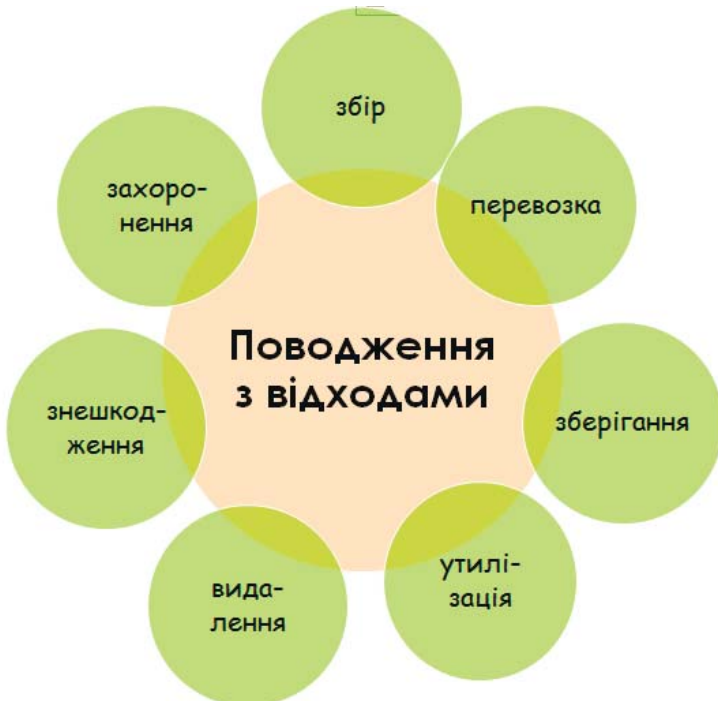 збір
перевозка
зберігання
утилі-
зація
вида-
лення
знешкод-
ження
захоро-
нення
Поводження
з відходами